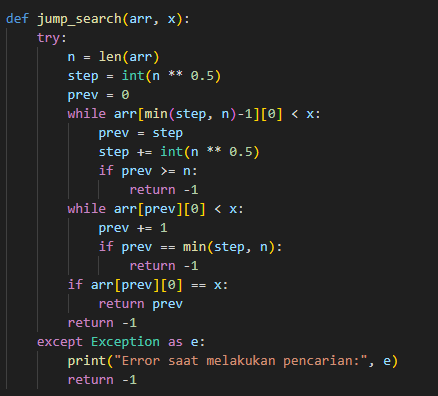 def jump_search(arr, x):
    try:
        n = len(arr)
        step = int(n ** 0.5)
        prev = 0
        while arr[min(step, n)-1][0] < x:
            prev = step
            step += int(n ** 0.5)
            if prev >= n:
                return -1
        while arr[prev][0] < x:
            prev += 1
            if prev == min(step, n):
                return -1
        if arr[prev][0] == x:
            return prev
        return -1
    except Exception as e:
        print("Error saat melakukan pencarian:", e)
        return -1